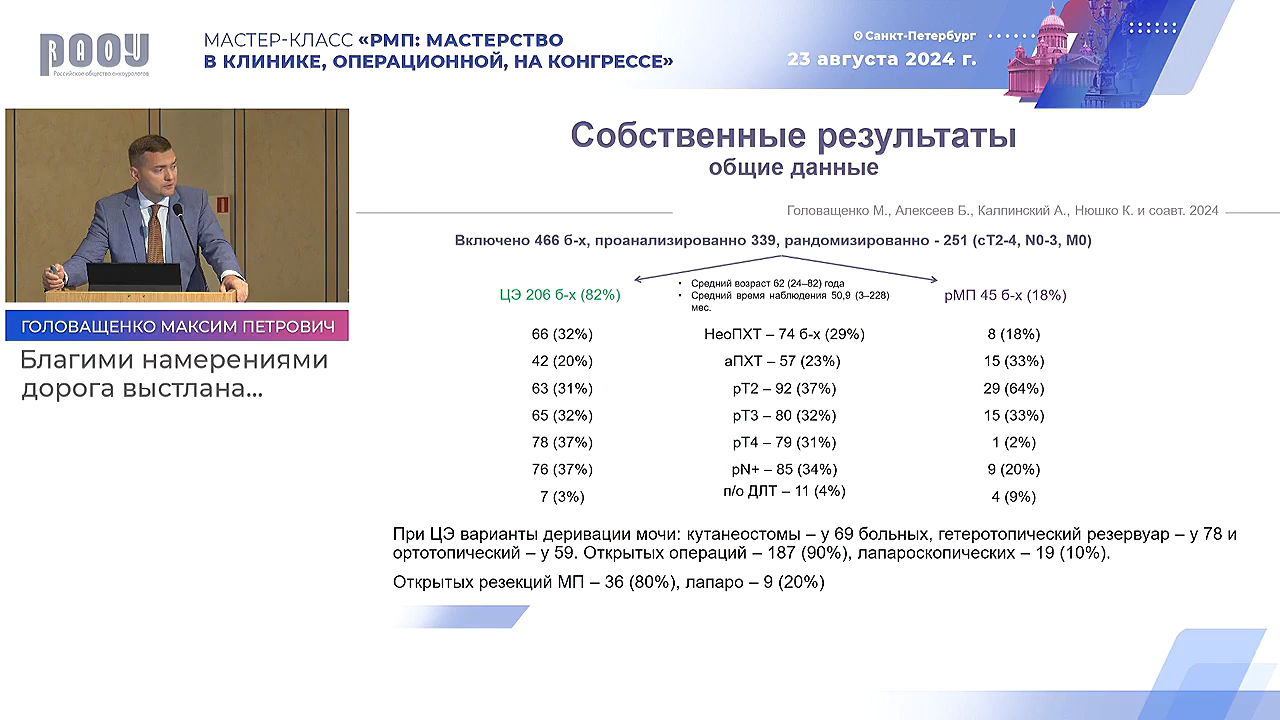 РАОУ
Российское общество онкоурологов
МАСТЕР-КЛАСС «РМП: МАСТЕРСТВО
В КЛИНИКЕ, ОПЕРАЦИОННОЙ, НА КОНГРЕССЕ»
Санкт-Петербург
23 августа 2024 г.
ГОЛОВАЩЕНКО МАКСИМ ПЕТРОВИЧ
Благими намерениями
дорога выстлана...
Собственные результаты
общие данные
Головащенко М., Алексеев Б., Калпинский А., Нюшко К. и соавт. 2024
Включено 466 б-х, проанализированно 339, рандомизированно - 251 (сТ2-4, N0-3, М0)
• Средний возраст 62 (24–82) года
• Средний время наблюдения 50,9 (3–228)
мес.
ЦЭ 206 б-х (82%) рМП 45 б-х (18%)
66 (32%) НеоПХТ – 74 б-х (29%) 8 (18%)
42 (20%) аПХТ – 57 (23%) 15 (33%)
63 (31%) рТ2 – 92 (37%) 29 (64%)
65 (32%) рТ3 – 80 (32%) 15 (33%)
78 (37%) рТ4 – 79 (31%) 1 (2%)
76 (37%) pN+ – 85 (34%) 9 (20%)
7 (3%) п/о ДЛТ – 11 (4%) 4 (9%)
При ЦЭ варианты деривации мочи: кутанеостомы – у 69 больных, гетеротопический резервуар – у 78 и
ортотопический – у 59. Открытых операций – 187 (90%), лапароскопических – 19 (10%).
Открытых резекций МП – 36 (80%), лапаро – 9 (20%)